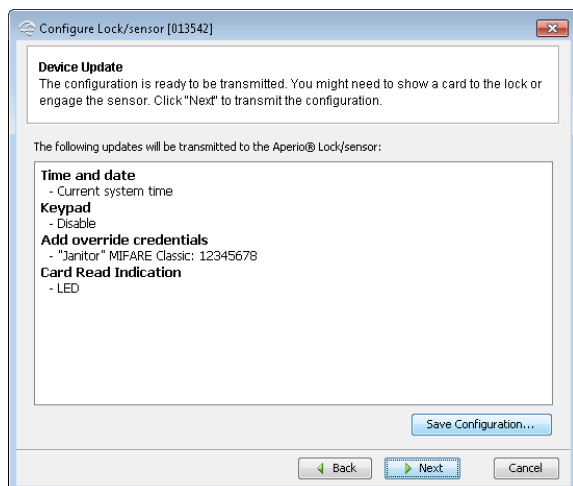 Configure Lock/sensor [013542]
Device Update
The configuration is ready to be transmitted. You might need to show a card to the lock or
engage the sensor. Click "Next" to transmit the configuration.
The following updates will be transmitted to the Aperio® Lock/sensor:
Time and date
- Current system time
Keypad
- Disable
Add override credentials
- "Janitor" MIFARE Classic: 12345678
Card Read Indication
- LED
Save Configuration...
Back
Next
Cancel